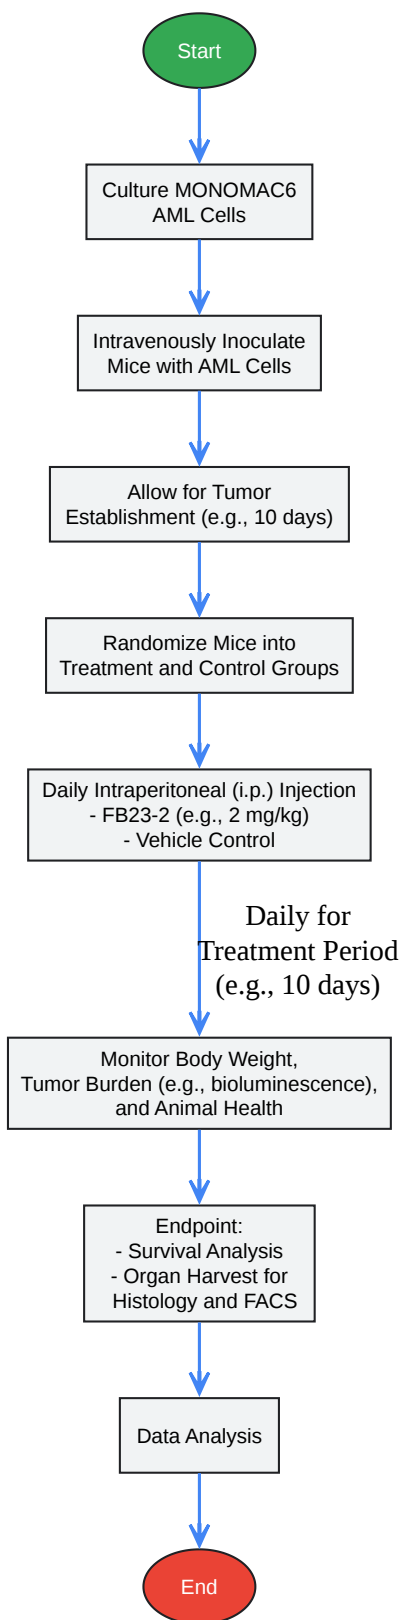 Start
Culture MONOMAC6
AML Cells
Intravenously Inoculate
Mice with AML Cells
Allow for Tumor
Establishment (e.g., 10 days)
Randomize Mice into
Treatment and Control Groups
Daily Intraperitoneal (i.p.) Injection
- FB23-2 (e.g., 2 mg/kg)
- Vehicle Control
Daily for
Treatment Period
(e.g., 10 days)
Monitor Body Weight,
Tumor Burden (e.g., bioluminescence),
and Animal Health
Endpoint:
- Survival Analysis
- Organ Harvest for
Histology and FACS
Data Analysis
End